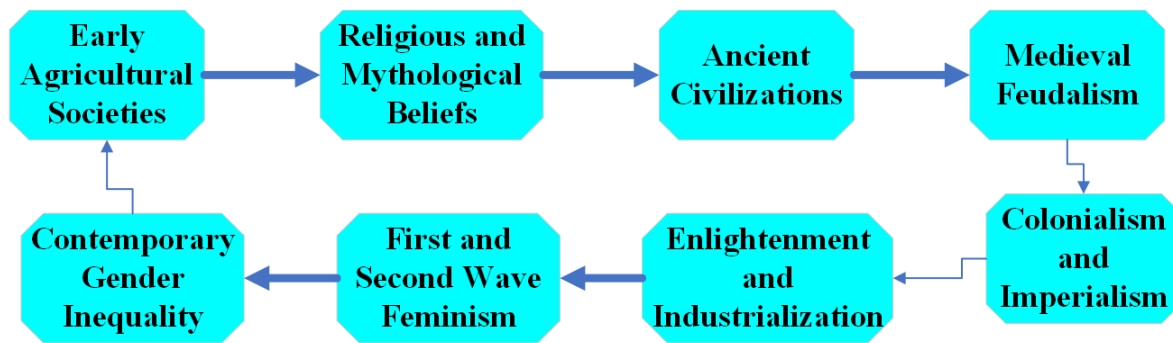 Early
Agricultural
Societies
Religious and
Mythological
Beliefs
Ancient
Civilizations
Medieval
Feudalism
Colonialism
and
Imperialism
Enlightenment
and
Industrialization
First and
Second Wave
Feminism
Contemporary
Gender
Inequality